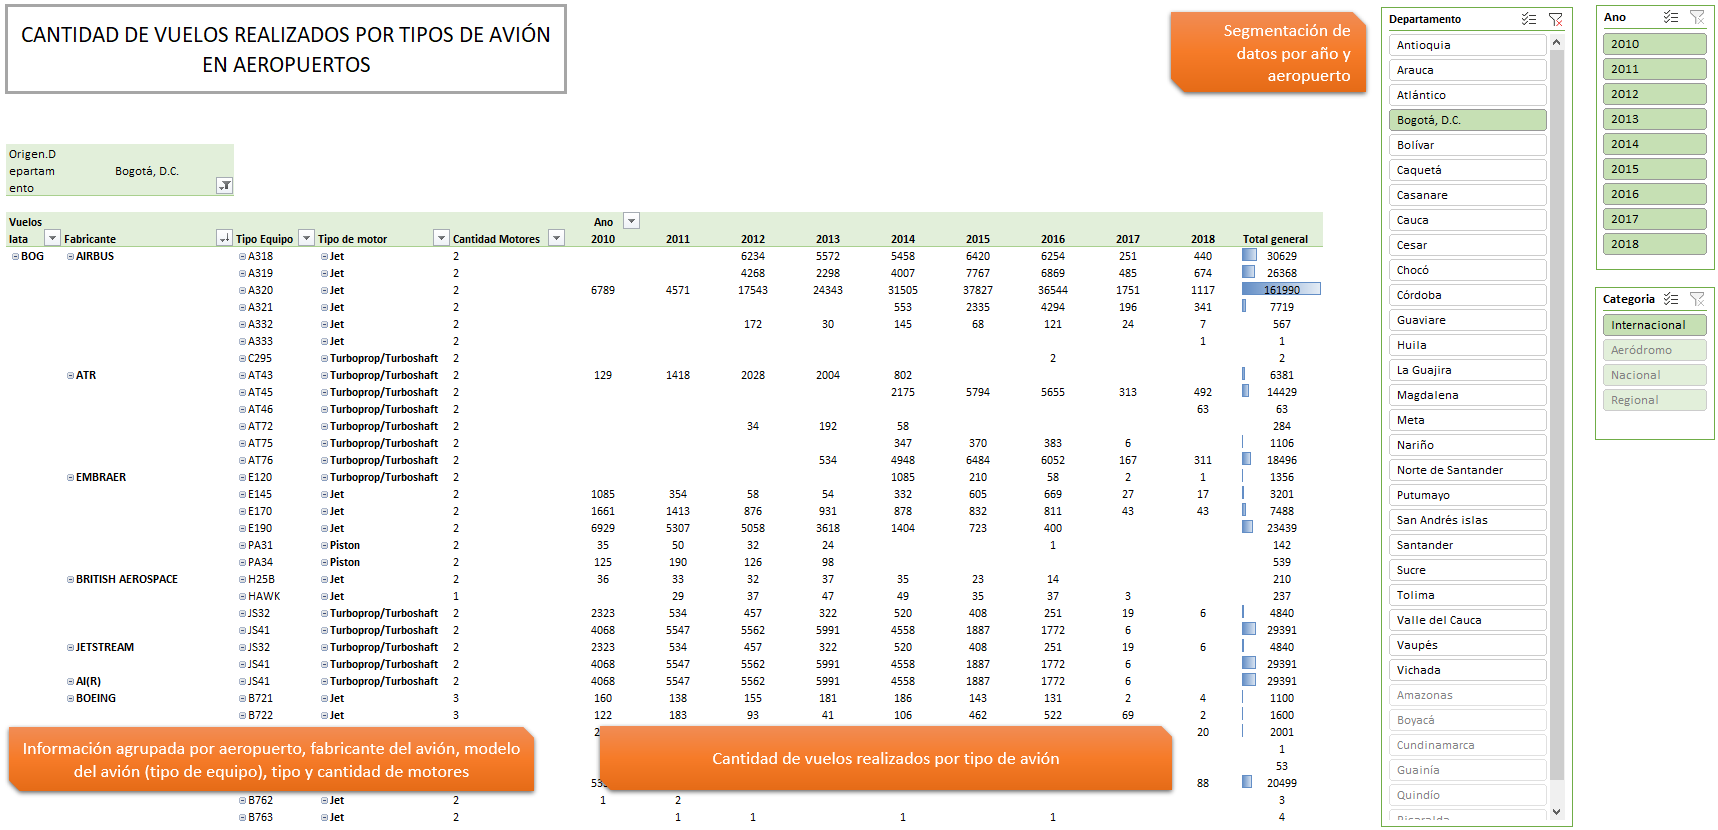 CANTIDAD DE VUELOS REALIZADOS POR TIPOS DE AVIÓN
EN AEROPUERTOS
Segmentación de
datos por año y
aeropuerto
Origen.D
epartam
ento
Bogotá, D.C.
Vuelos Ano
Iata Fabricante Tipo Equipo Tipo de motor Cantidad Motores 2010 2011 2012 2013 2014 2015 2016 2017 2018 Total general
BOG AIRBUS A318 Jet 2 6234 5572 5458 6420 6254 251 440 30629
A319 Jet 2 4268 2298 4007 7767 6869 485 674 26368
A320 Jet 2 6789 4571 17543 24343 31505 37827 36544 1751 1117 161990
A321 Jet 2 553 2335 4294 196 341 7719
A332 Jet 2 172 30 145 68 121 24 7 567
A333 Jet 2 1 1
C295 Turboprop/Turboshaft 2 2 2
ATR AT43 Turboprop/Turboshaft 2 129 1418 2028 2004 802 6381
AT45 Turboprop/Turboshaft 2 2175 5794 5655 313 492 14429
AT46 Turboprop/Turboshaft 2 63 63
AT72 Turboprop/Turboshaft 2 34 192 58 284
AT75 Turboprop/Turboshaft 2 347 370 383 6 1106
AT76 Turboprop/Turboshaft 2 534 4948 6484 6052 167 311 18496
EMBRAER E120 Turboprop/Turboshaft 2 1085 210 58 2 1 1356
E145 Jet 2 1085 354 58 54 332 605 669 27 17 3201
E170 Jet 2 1661 1413 876 931 878 832 811 43 43 7488
E190 Jet 2 6929 5307 5058 3618 1404 723 400 23439
PA31 Piston 2 35 50 32 24 1 142
PA34 Piston 2 125 190 126 98 539
BRITISH AEROSPACE H25B Jet 2 36 33 32 37 35 23 14 210
HAWK Jet 1 29 37 47 49 35 37 3 237
JS32 Turboprop/Turboshaft 2 2323 534 457 322 520 408 251 19 6 4840
JS41 Turboprop/Turboshaft 2 4068 5547 5562 5991 4558 1887 1772 6 29391
JETSTREAM JS32 Turboprop/Turboshaft 2 2323 534 457 322 520 408 251 19 6 4840
JS41 Turboprop/Turboshaft 2 4068 5547 5562 5991 4558 1887 1772 6 29391
AI(R) JS41 Turboprop/Turboshaft 2 4068 5547 5562 5991 4558 1887 1772 6 29391
BOEING B721 Jet 3 160 138 155 181 186 143 131 2 4 1100
B722 Jet 3 122 183 93 41 106 462 522 69 2 1600
20 2001
1
53
88 20499
B762 Jet 2 1 2 3
B763 Jet 2 1 1 1 1 4
Información agrupada por aeropuerto, fabricante del avión, modelo
del avión (tipo de equipo), tipo y cantidad de motores
Cantidad de vuelos realizados por tipo de avión
Departamento
Antioquia
Arauca
Atlántico
Bogotá, D.C.
Bolívar
Caquetá
Casanare
Cauca
Cesar
Chocó
Córdoba
Guaviare
Huila
La Guajira
Magdalena
Meta
Nariño
Norte de Santander
Putumayo
San Andrés islas
Santander
Sucre
Tolima
Valle del Cauca
Vaupés
Vichada
Amazonas
Boyacá
Cundinamarca
Guainía
Quindío
Ano
2010
2011
2012
2013
2014
2015
2016
2017
2018
Categoria
Internacional
Aeródromo
Nacional
Regional